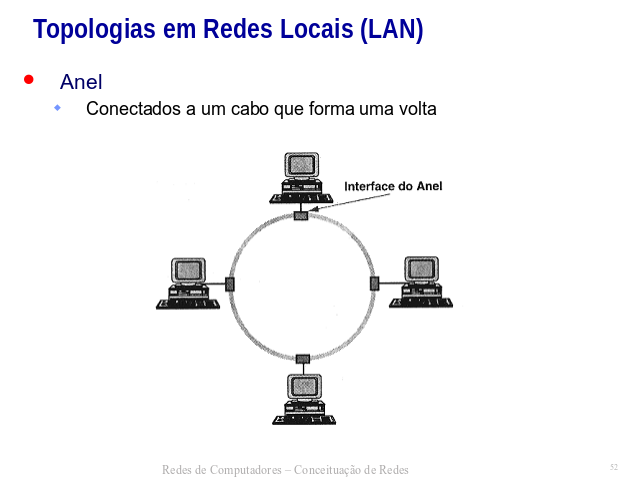 Topologias em Redes Locais (LAN)
Anel
Conectados a um cabo que forma uma volta
Interface do Anel
Redes de Computadores – Conceituação de Redes
52